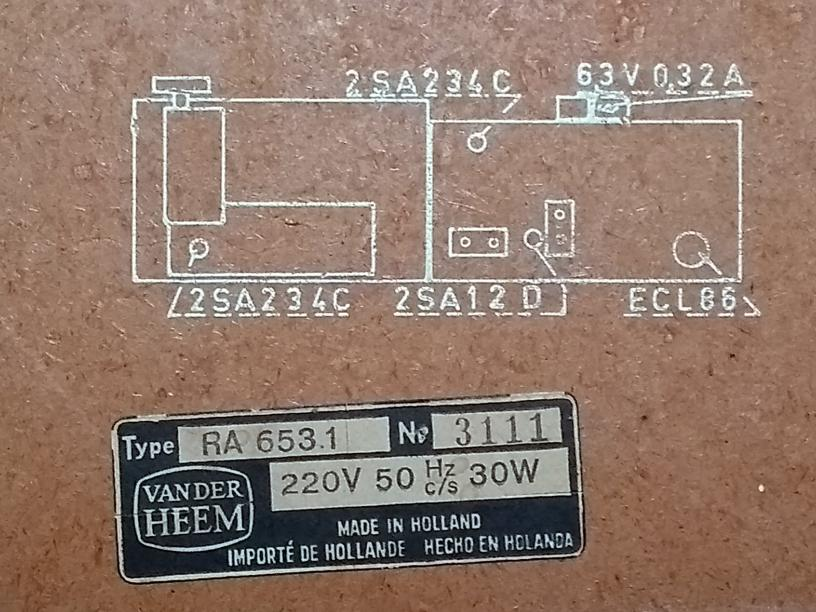 2SA234C 63V 0,32A
2SA234C 2SA12D ECL86
Type RA 653.1 No 3111
VAN DER HEEM
220V 50 Hz c/s 30W
MADE IN HOLLAND
IMPORTÉ DE HOLLANDE HECHO EN HOLANDA